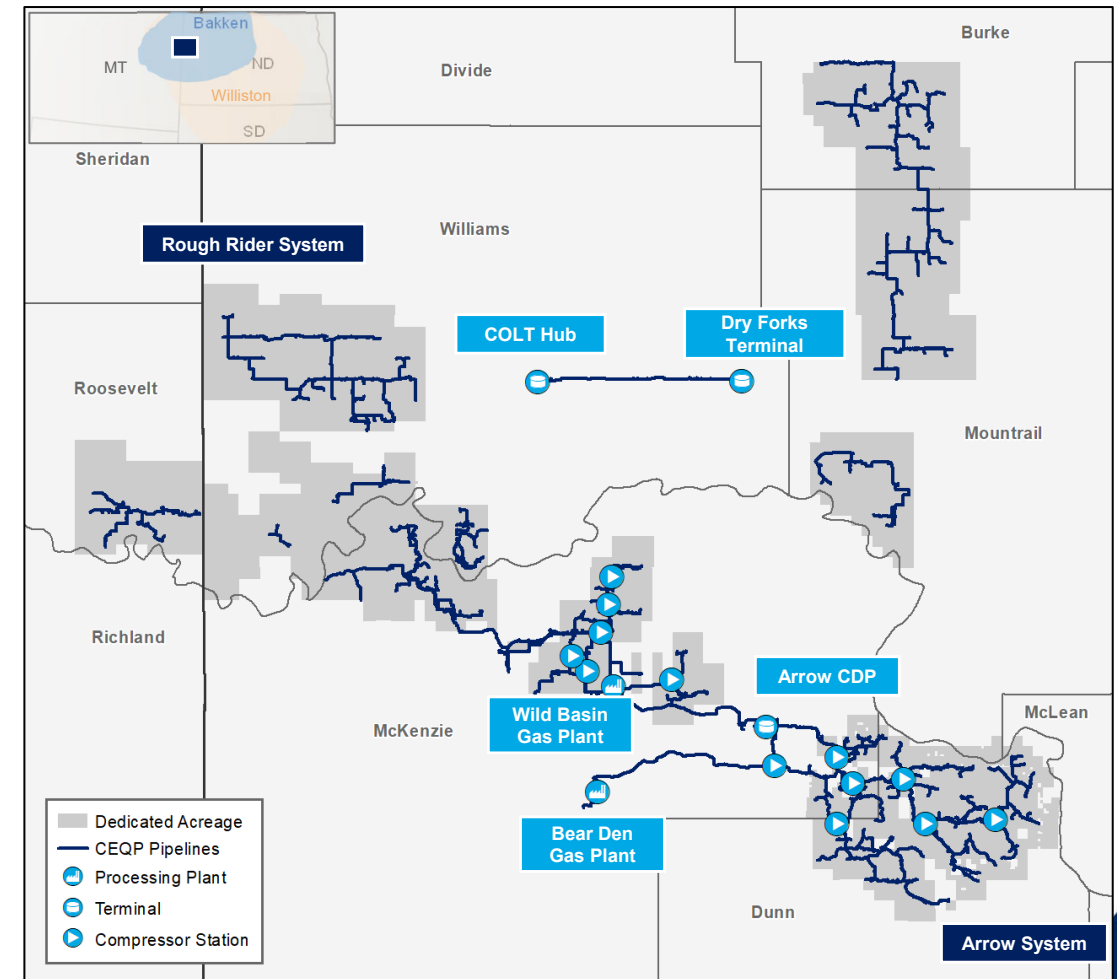 Bakken
MT
ND
Williston
SD
Burke
Divide
Sheridan
Williams
Rough Rider System
COLT Hub
Dry Forks
Terminal
Roosevelt
Mountrail
Richland
Arrow CDP
McLean
Wild Basin
Gas Plant
McKenzie
Bear Den
Gas Plant
Dunn
Arrow System
Dedicated Acreage
CEQP Pipelines
Processing Plant
Terminal
Compressor Station